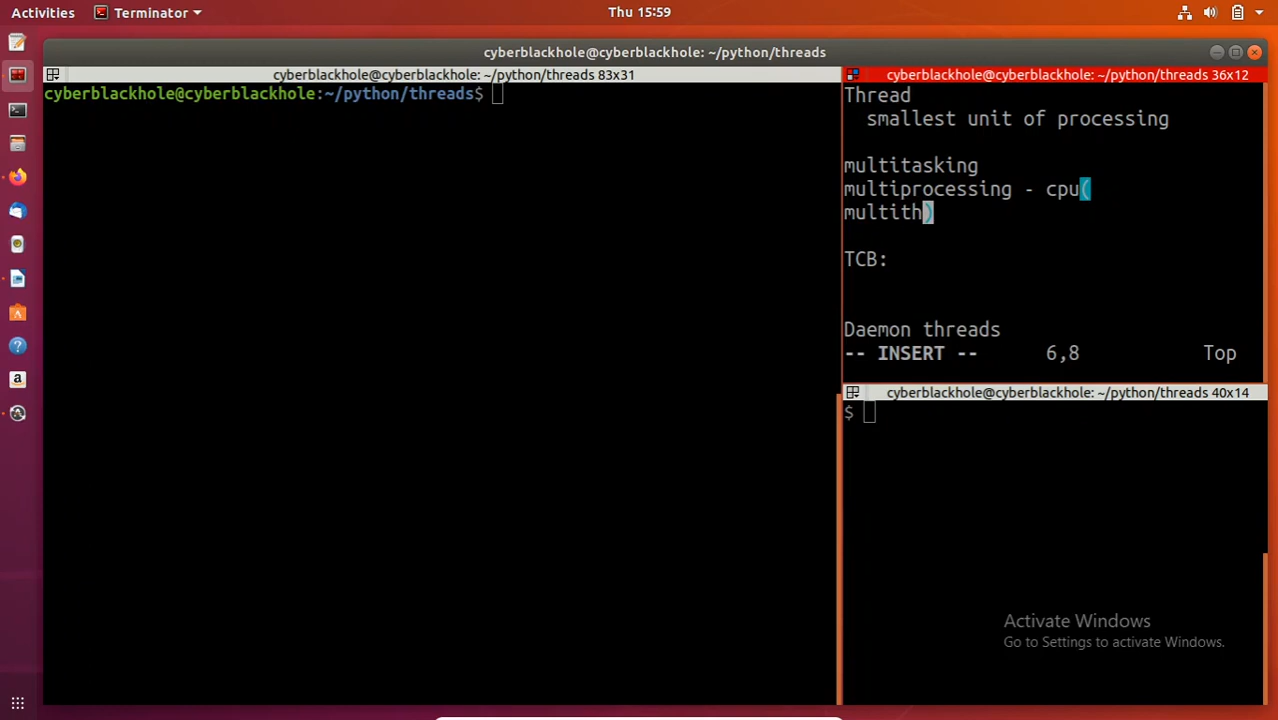 Activities Terminator Thu 15:59
cyberblackhole@cyberblackhole: ~/python/threads
cyberblackhole@cyberblackhole: ~/python/threads 83x31
cyberblackhole@cyberblackhole:~/python/threads$
cyberblackhole@cyberblackhole: ~/python/threads 36x12
Thread
smallest unit of processing
multitasking
multiprocessing - cpu(
multith)
TCB:
Daemon threads
-- INSERT -- 6,8 Top
cyberblackhole@cyberblackhole: ~/python/threads 40x14
$
Activate Windows
Go to Settings to activate Windows.